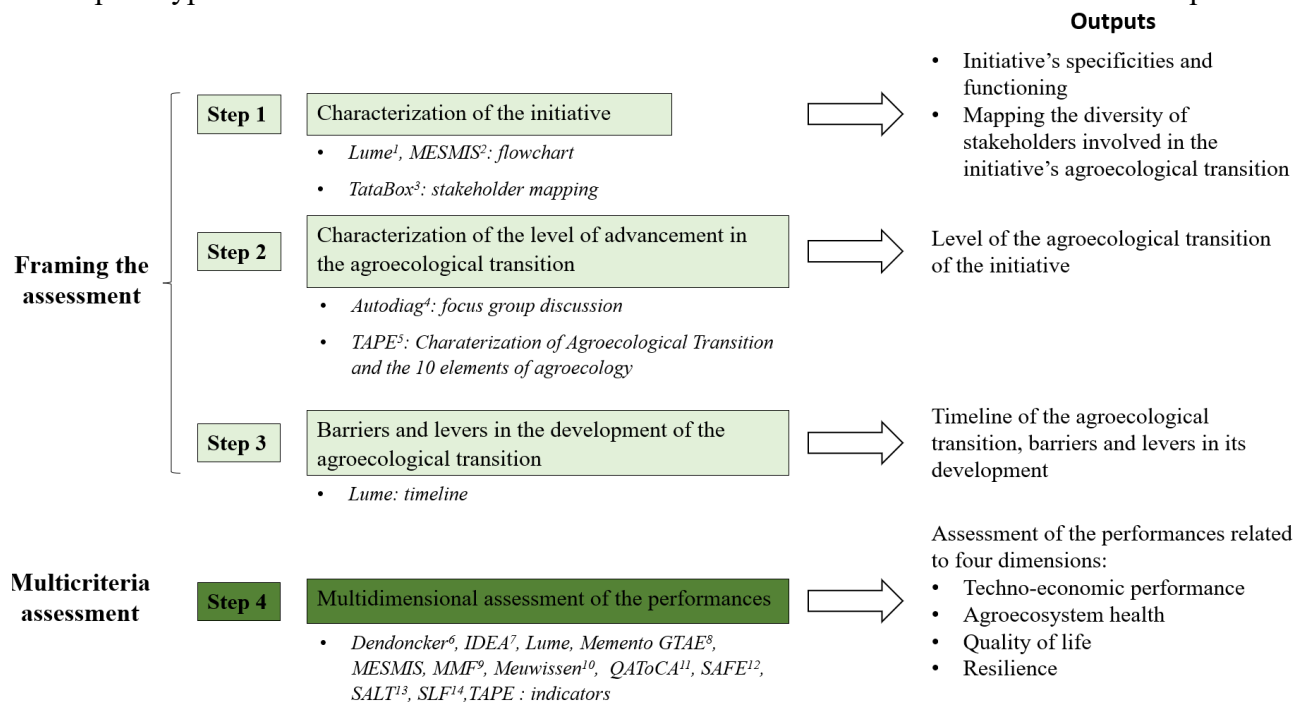 Outputs
Step 1
Characterization of the initiative
• Lume¹, MESMIS²: flowchart
• TataBox³: stakeholder mapping
• Initiative's specificities and
functioning
• Mapping the diversity of
stakeholders involved in the
initiative's agroecological transition
Framing the
assessment
Step 2
Characterization of the level of advancement in
the agroecological transition
• Autodiag⁴: focus group discussion
• TAPE⁵: Charaterization of Agroecological Transition
and the 10 elements of agroecology
Level of the agroecological transition
of the initiative
Step 3
Barriers and levers in the development of the
agroecological transition
• Lume: timeline
Timeline of the agroecological
transition, barriers and levers in its
development
Multicriteria
assessment
Step 4
Multidimensional assessment of the performances
• Dendoncker⁶, IDEA⁷, Lume, Memento GTAE⁸,
MESMIS, MMF⁹, Meuwissen¹⁰, QAToCA¹¹, SAFE¹²,
SALT¹³, SLF¹⁴,TAPE : indicators
Assessment of the performances related
to four dimensions:
• Techno-economic performance
• Agroecosystem health
• Quality of life
• Resilience